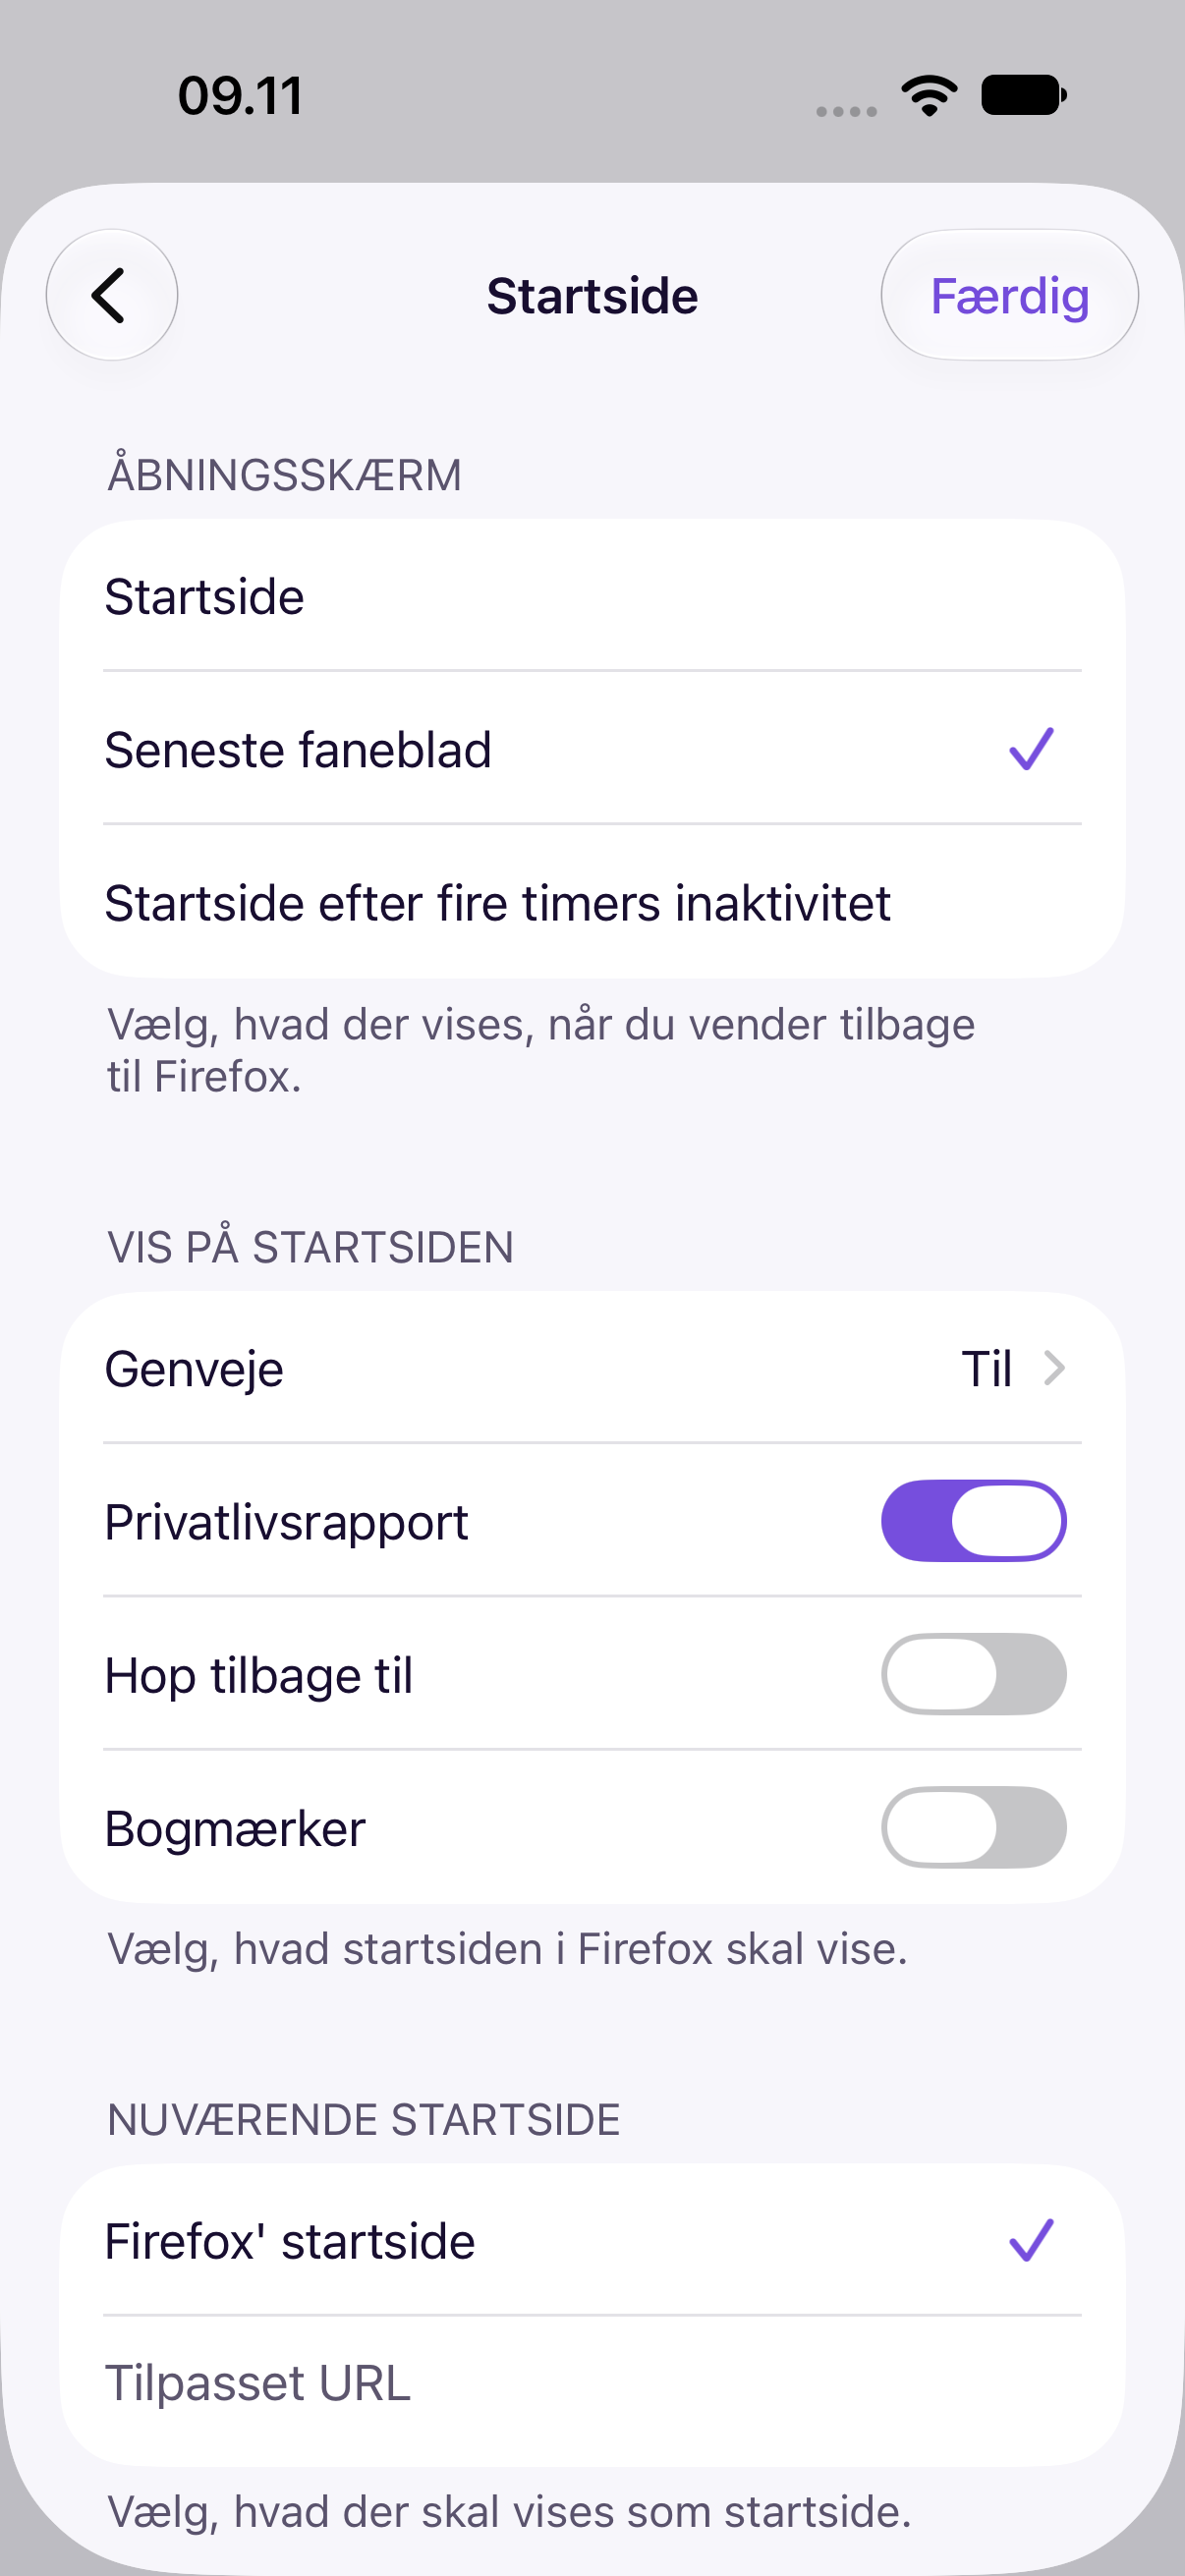 09.11
Startside
Færdig
ÅBNINGSSKÆRM
Startside
Seneste faneblad
Startside efter fire timers inaktivitet
Vælg, hvad der vises, når du vender tilbage
til Firefox.
VIS PÅ STARTSIDEN
Genveje
Til
Privatlivsrapport
Hop tilbage til
Bogmærker
Vælg, hvad startsiden i Firefox skal vise.
NUVÆRENDE STARTSIDE
Firefox' startside
Tilpasset URL
Vælg, hvad der skal vises som startside.